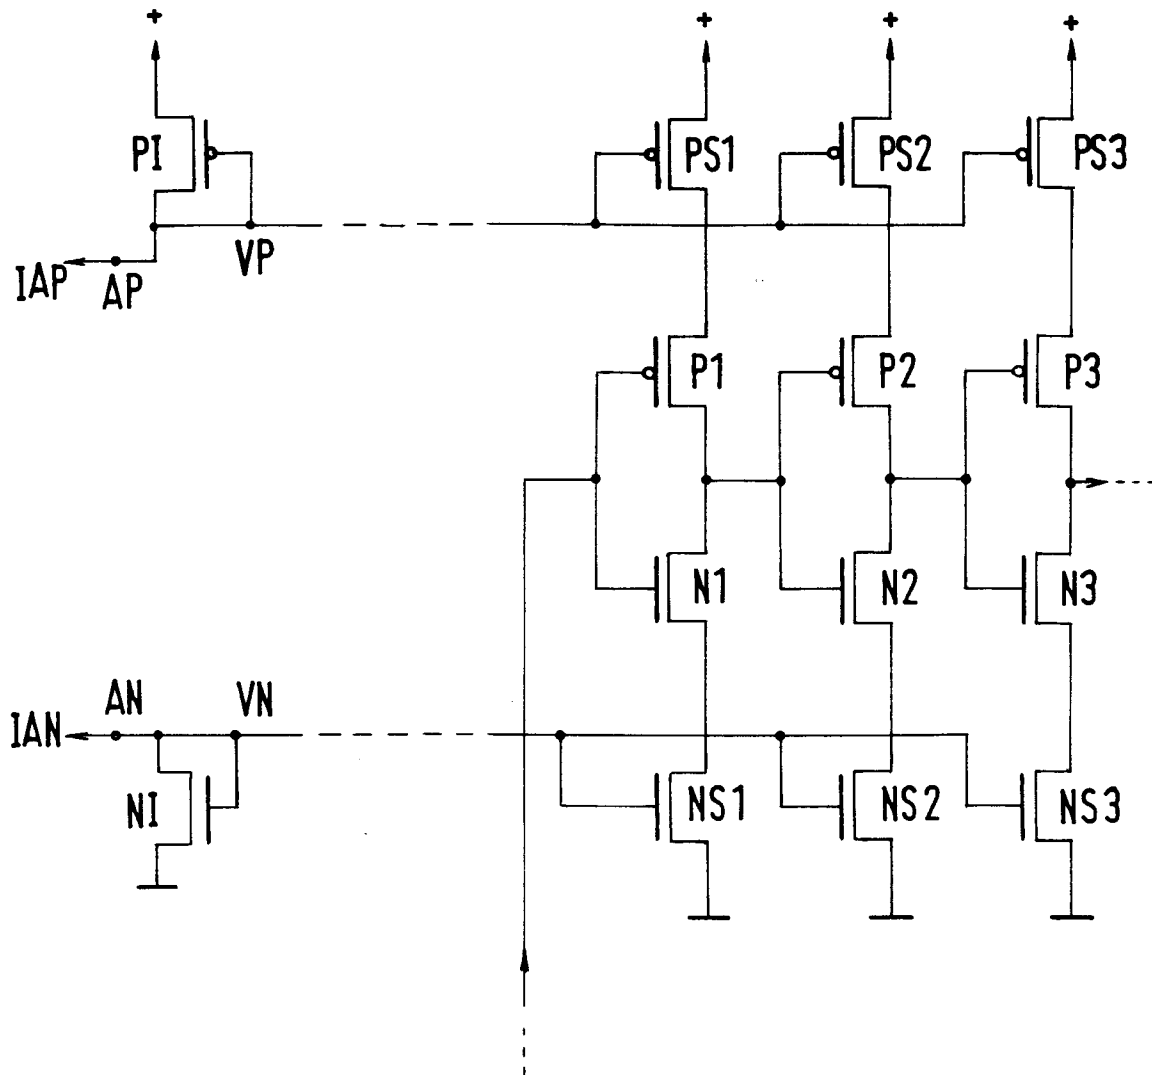 + + + +
PI PS1 PS2 PS3
VP
IAP AP
P1 P2 P3
N1 N2 N3
AN VN
IAN
NI NS1 NS2 NS3